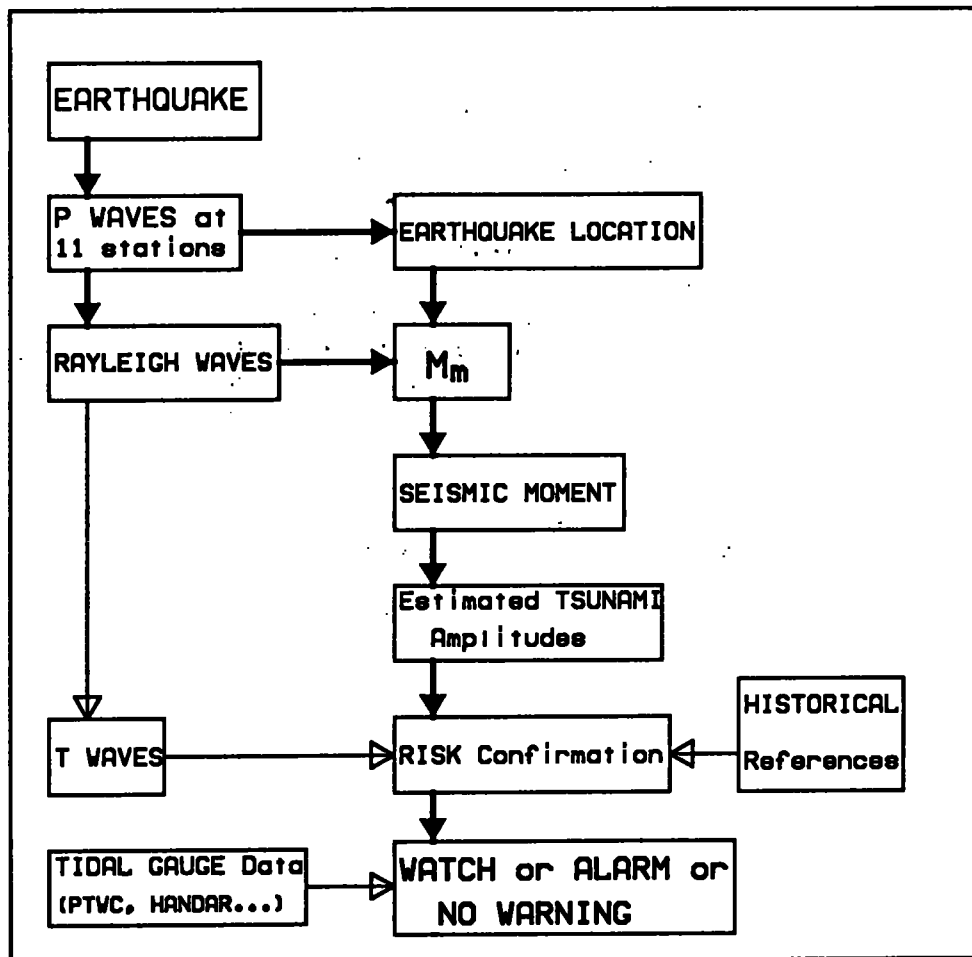 EARTHQUAKE
P WAVES at
11 stations
EARTHQUAKE LOCATION
RAYLEIGH WAVES
Mm
SEISMIC MOMENT
Estimated TSUNAMI
Amplitudes
HISTORICAL
References
T WAVES
RISK Confirmation
TIDAL GAUGE Data
(PTWC, HANDAR...)
WATCH or ALARM or
NO WARNING